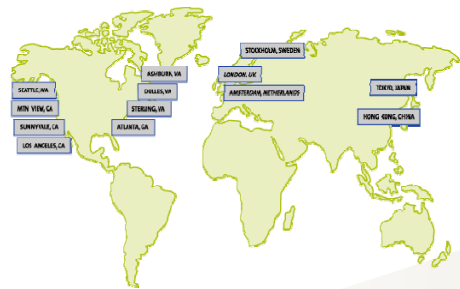 STOCKHOLM, SWEDEN
ASHBURN, VA
LONDON, UK
SEATTLE, WA
DULLES, VA
AMSTERDAM, NETHERLANDS
TOKYO, JAPAN
MTN VIEW, CA
STERLING, VA
HONG KONG, CHINA
SUNNYVALE, CA
ATLANTA, GA
LOS ANGELES, CA